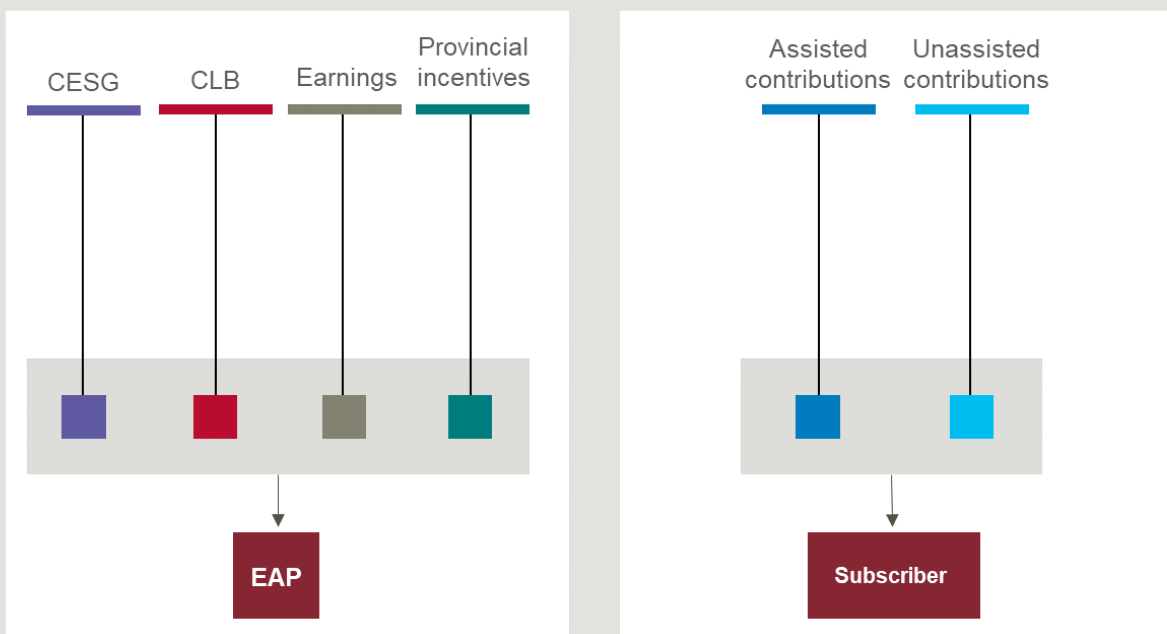 CESG
CLB
Earnings
Provincial
incentives
EAP
Assisted
contributions
Unassisted
contributions
Subscriber